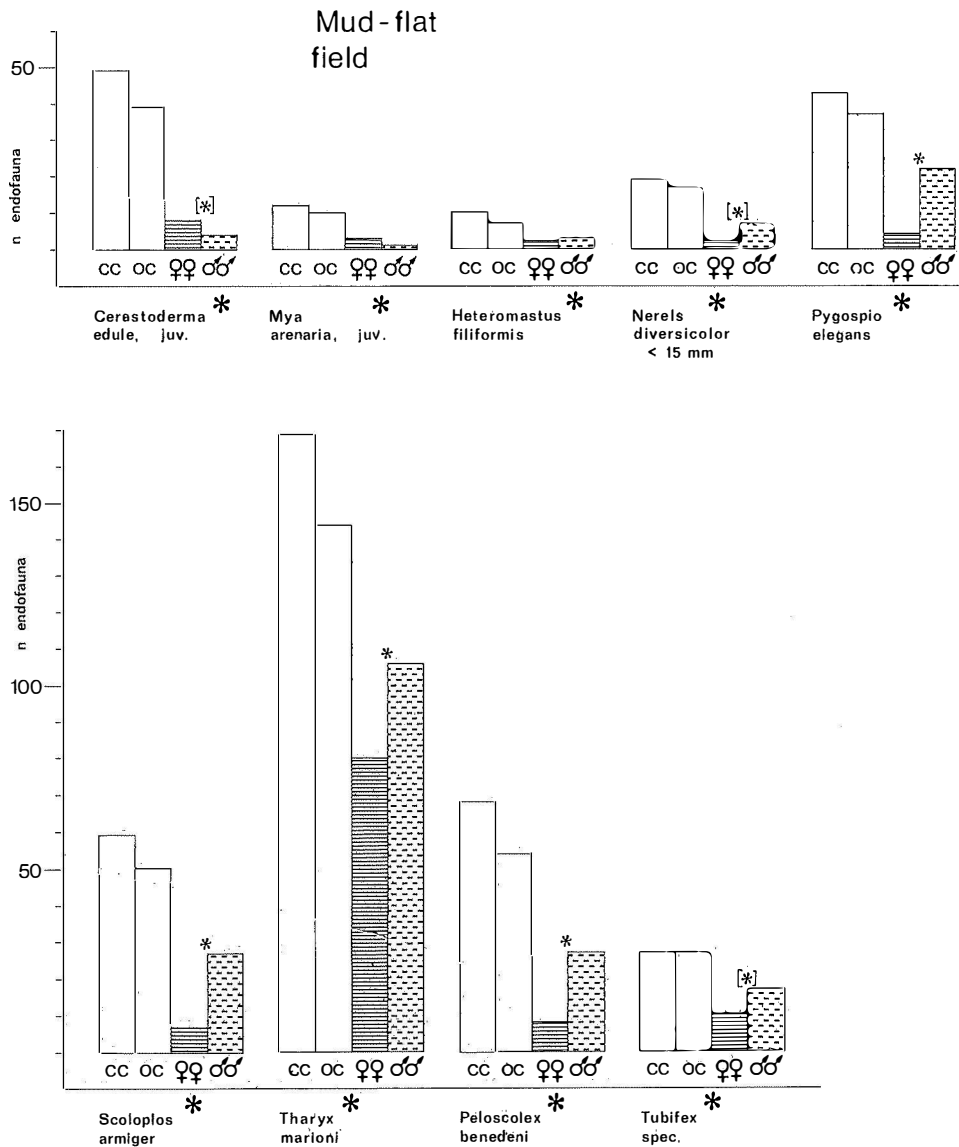 Mud-flat
field
50
n endofauna
[*]
[*]
*
cc oc ♀♀ ♂♂
cc oc ♀♀ ♂♂
cc oc ♀♀ ♂♂
cc oc ♀♀ ♂♂
cc oc ♀♀ ♂♂
*
*
*
*
*
Cerestoderma
edule, juv.
Mya
arenaria, juv.
Heteromastus
filiformis
Nereis
diversicolor
< 15 mm
Pygospio
elegans
150
100
50
n endofauna
*
*
*
[*]
cc oc ♀♀ ♂♂
cc oc ♀♀ ♂♂
cc oc ♀♀ ♂♂
cc oc ♀♀ ♂♂
*
*
*
*
Scoloplos
armiger
Tharyx
marioni
Peloscolex
benedeni
Tubifex
spec.